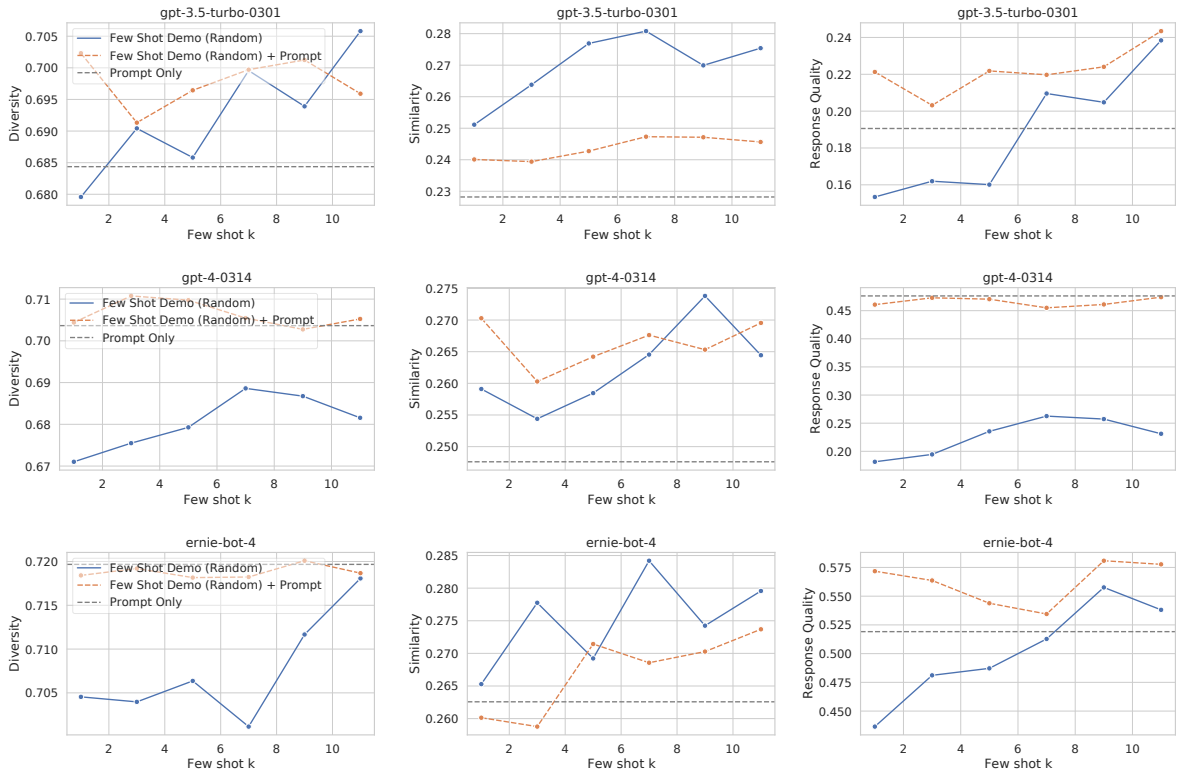 gpt-3.5-turbo-0301
Diversity
0.705
0.700
0.695
0.690
0.685
0.680
Few Shot Demo (Random)
Few Shot Demo (Random) + Prompt
Prompt Only
2 4 6 8 10
Few shot k
gpt-3.5-turbo-0301
Similarity
0.28
0.27
0.26
0.25
0.24
0.23
2 4 6 8 10
Few shot k
gpt-3.5-turbo-0301
Response Quality
0.24
0.22
0.20
0.18
0.16
2 4 6 8 10
Few shot k
gpt-4-0314
Diversity
0.71
0.70
0.69
0.68
0.67
Few Shot Demo (Random)
Few Shot Demo (Random) + Prompt
Prompt Only
2 4 6 8 10
Few shot k
gpt-4-0314
Similarity
0.275
0.270
0.265
0.260
0.255
0.250
2 4 6 8 10
Few shot k
gpt-4-0314
Response Quality
0.45
0.40
0.35
0.30
0.25
0.20
2 4 6 8 10
Few shot k
ernie-bot-4
Diversity
0.720
0.715
0.710
0.705
Few Shot Demo (Random)
Few Shot Demo (Random) + Prompt
Prompt Only
2 4 6 8 10
Few shot k
ernie-bot-4
Similarity
0.285
0.280
0.275
0.270
0.265
0.260
2 4 6 8 10
Few shot k
ernie-bot-4
Response Quality
0.575
0.550
0.525
0.500
0.475
0.450
2 4 6 8 10
Few shot k